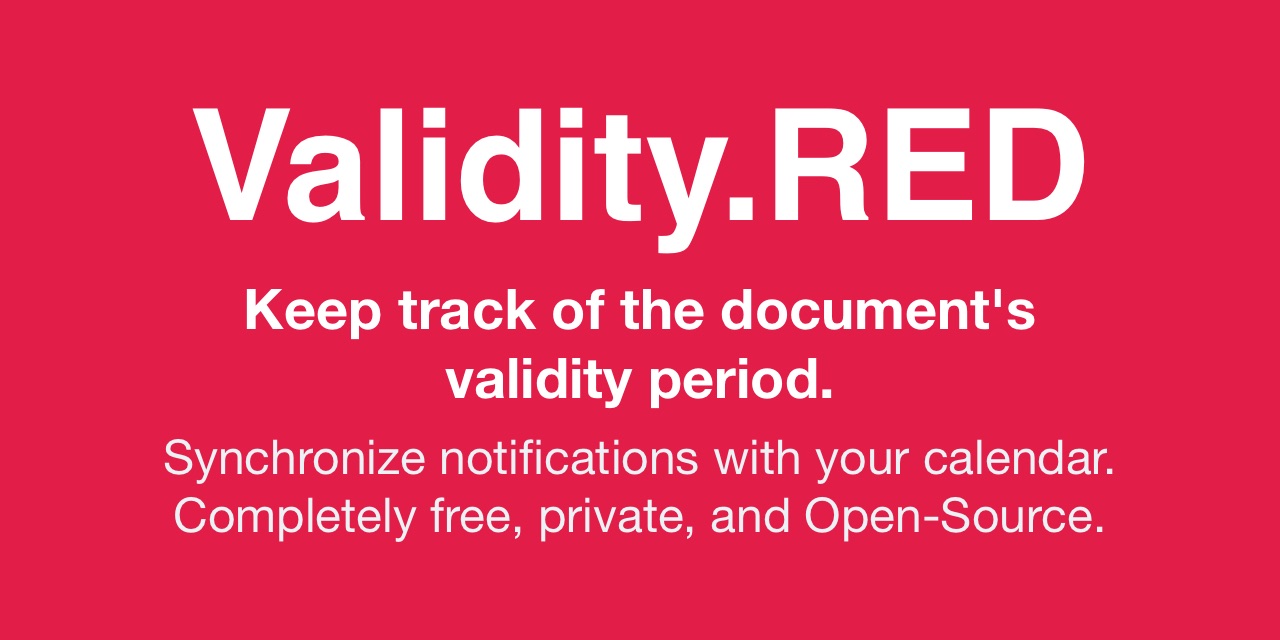 Validity.RED
Keep track of the document's
validity period.
Synchronize notifications with your calendar.
Completely free, private, and Open-Source.